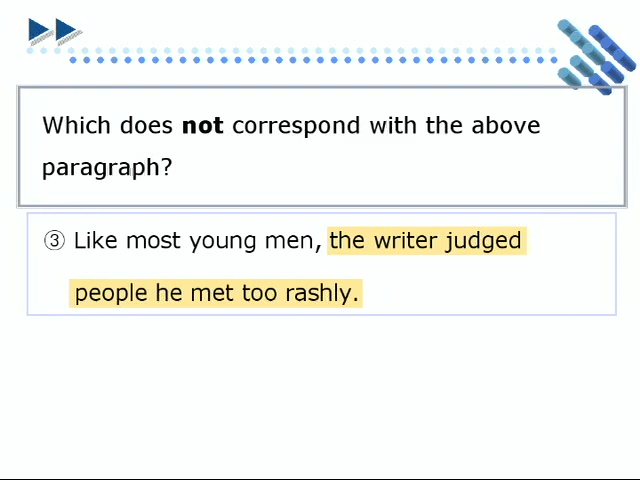 Which does not correspond with the above
paragraph?
③ Like most young men, the writer judged
people he met too rashly.